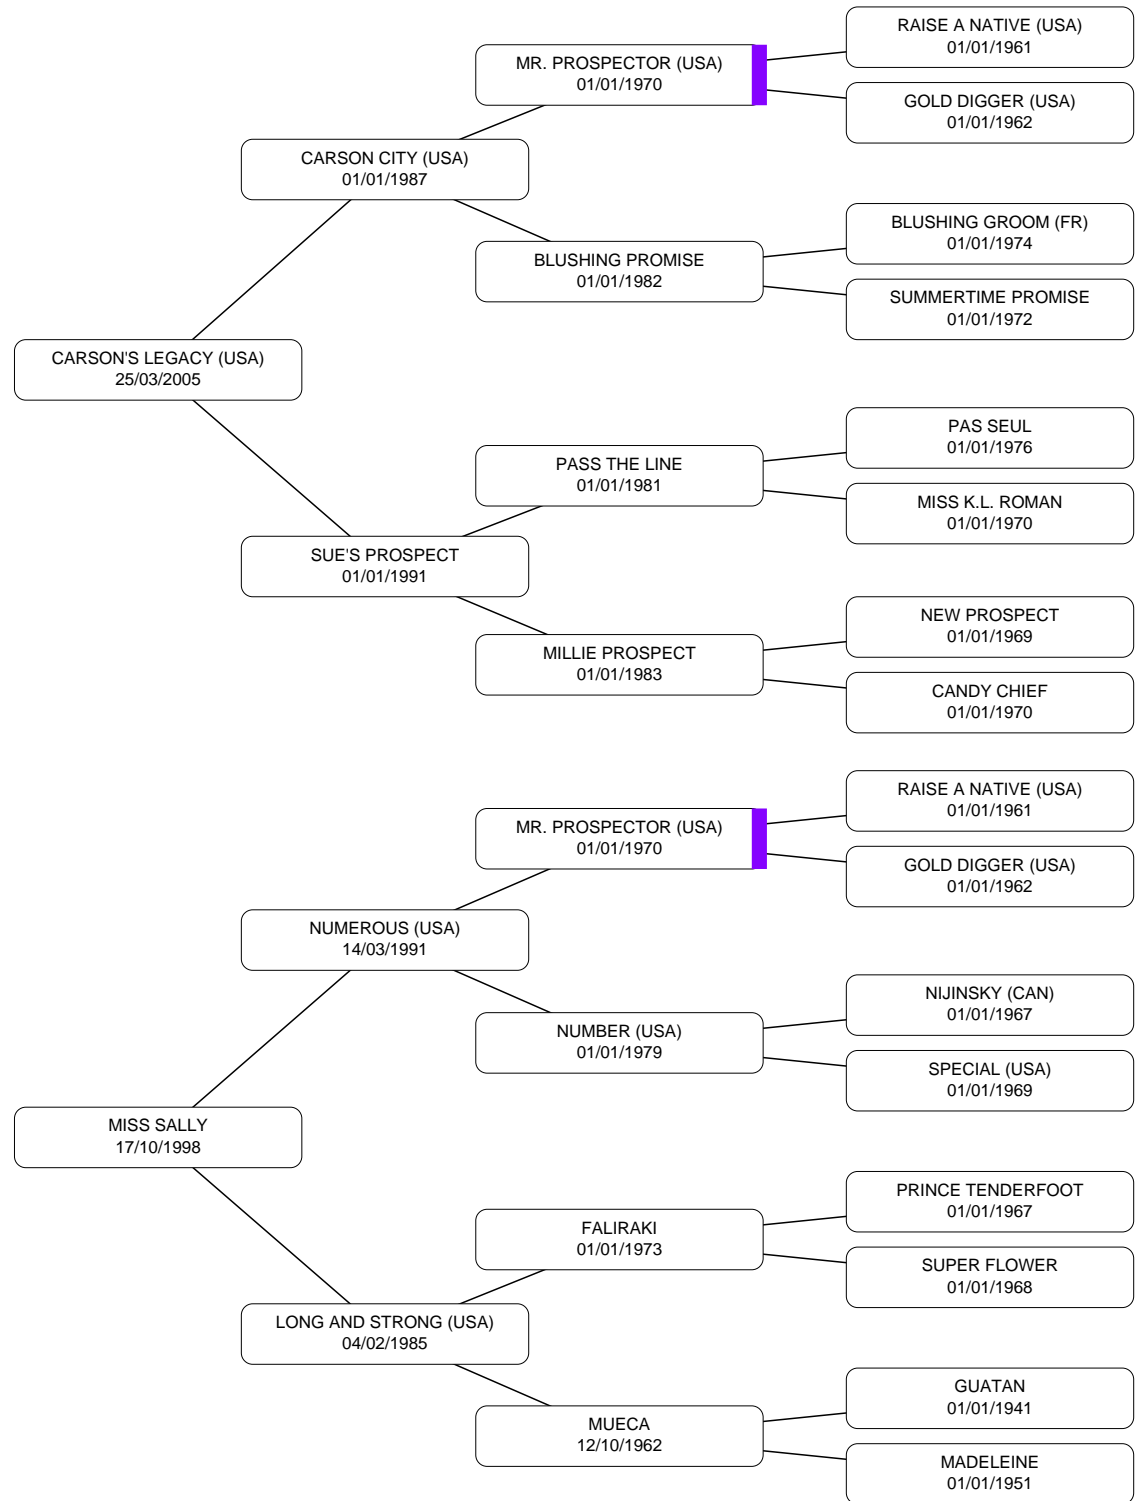 RAISE A NATIVE (USA)
01/01/1961
MR. PROSPECTOR (USA)
01/01/1970
GOLD DIGGER (USA)
01/01/1962
CARSON CITY (USA)
01/01/1987
BLUSHING GROOM (FR)
01/01/1974
BLUSHING PROMISE
01/01/1982
SUMMERTIME PROMISE
01/01/1972
CARSON'S LEGACY (USA)
25/03/2005
PAS SEUL
01/01/1976
PASS THE LINE
01/01/1981
MISS K.L. ROMAN
01/01/1970
SUE'S PROSPECT
01/01/1991
NEW PROSPECT
01/01/1969
MILLIE PROSPECT
01/01/1983
CANDY CHIEF
01/01/1970
RAISE A NATIVE (USA)
01/01/1961
MR. PROSPECTOR (USA)
01/01/1970
GOLD DIGGER (USA)
01/01/1962
NUMEROUS (USA)
14/03/1991
NIJINSKY (CAN)
01/01/1967
NUMBER (USA)
01/01/1979
SPECIAL (USA)
01/01/1969
MISS SALLY
17/10/1998
PRINCE TENDERFOOT
01/01/1967
FALIRAKI
01/01/1973
SUPER FLOWER
01/01/1968
LONG AND STRONG (USA)
04/02/1985
GUATAN
01/01/1941
MUECA
12/10/1962
MADELEINE
01/01/1951